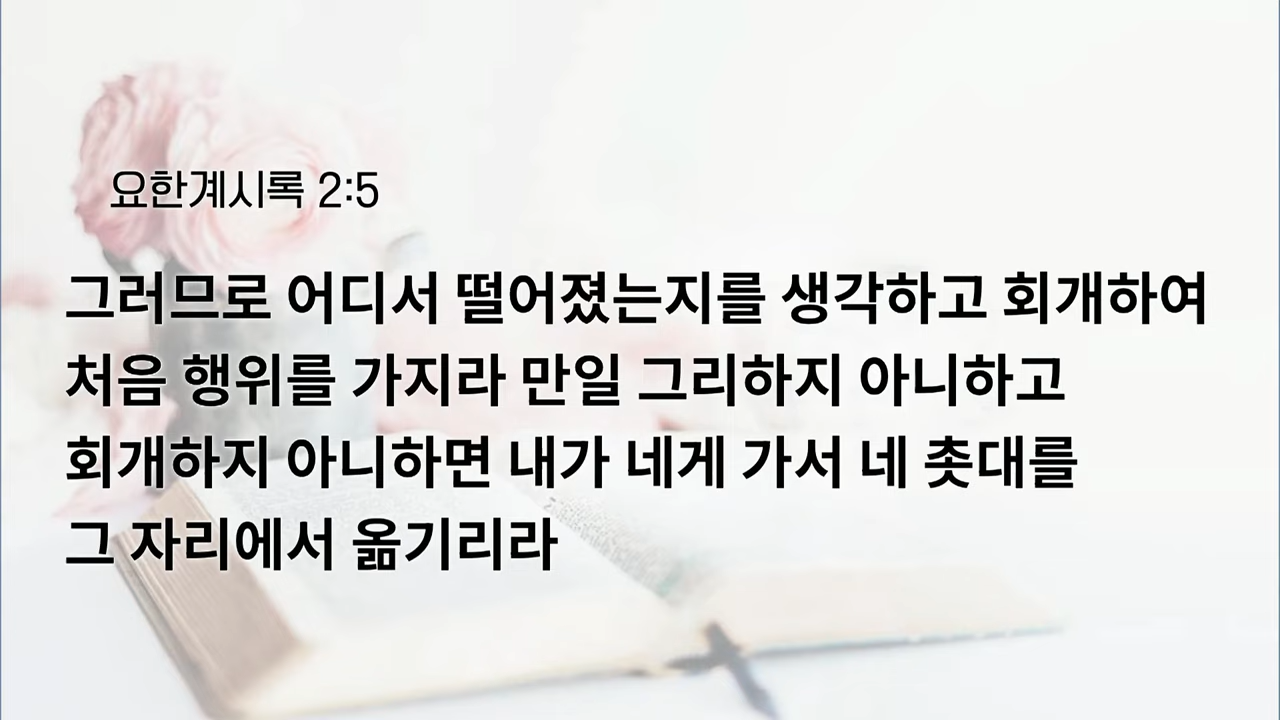 요한계시록 2:5
그러므로 어디서 떨어졌는지를 생각하고 회개하여
처음 행위를 가지라 만일 그리하지 아니하고
회개하지 아니하면 내가 네게 가서 네 촛대를
그 자리에서 옮기리라